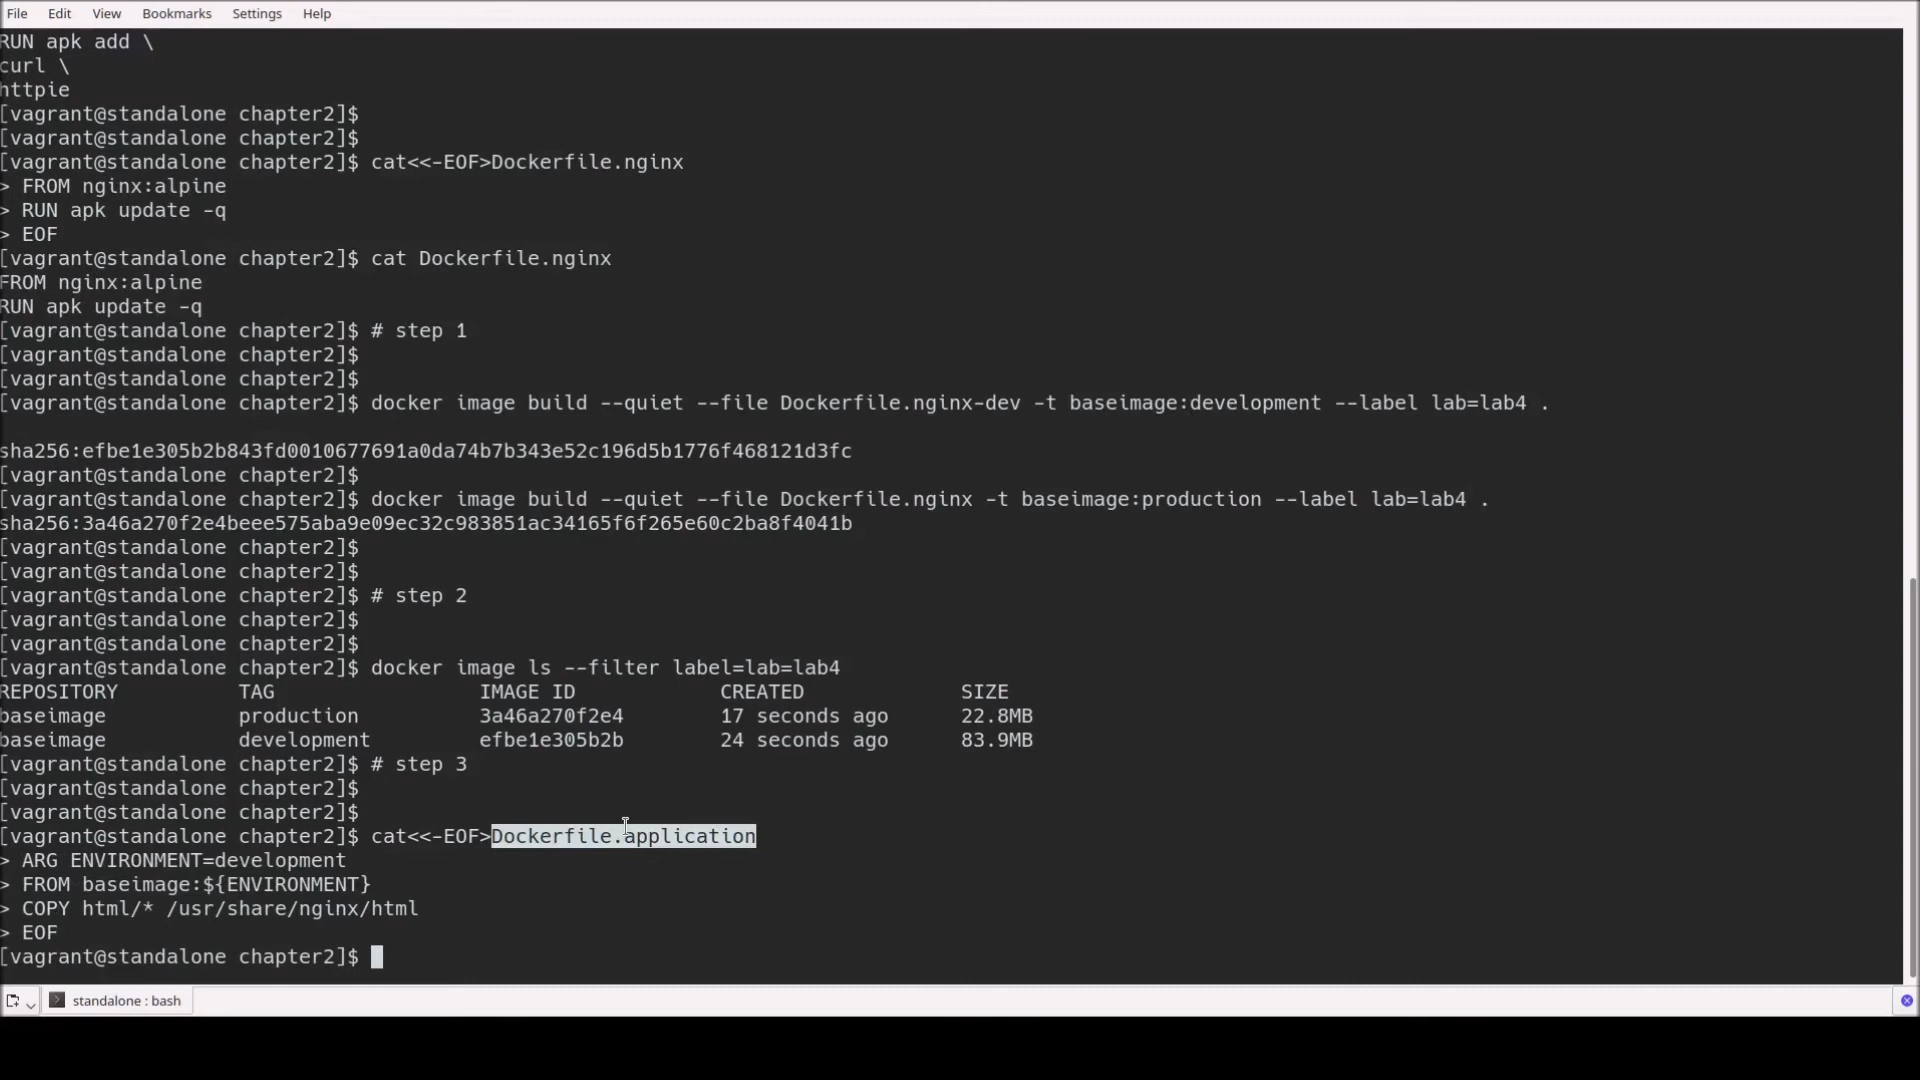 File Edit View Bookmarks Settings Help
RUN apk add \
curl \
httpie
[vagrant@standalone chapter2]$
[vagrant@standalone chapter2]$
[vagrant@standalone chapter2]$ cat<<-EOF>Dockerfile.nginx
> FROM nginx:alpine
> RUN apk update -q
> EOF
[vagrant@standalone chapter2]$ cat Dockerfile.nginx
FROM nginx:alpine
RUN apk update -q
[vagrant@standalone chapter2]$ # step 1
[vagrant@standalone chapter2]$
[vagrant@standalone chapter2]$
[vagrant@standalone chapter2]$ docker image build --quiet --file Dockerfile.nginx-dev -t baseimage:development --label lab=lab4 .
sha256:efbe1e305b2b843fd0010677691a0da74b7b343e52c196d5b1776f468121d3fc
[vagrant@standalone chapter2]$
[vagrant@standalone chapter2]$ docker image build --quiet --file Dockerfile.nginx -t baseimage:production --label lab=lab4 .
sha256:3a46a270f2e4beee575aba9e09ec32c983851ac34165f6f265e60c2ba8f4041b
[vagrant@standalone chapter2]$
[vagrant@standalone chapter2]$
[vagrant@standalone chapter2]$ # step 2
[vagrant@standalone chapter2]$
[vagrant@standalone chapter2]$
[vagrant@standalone chapter2]$ docker image ls --filter label=lab=lab4
REPOSITORY TAG IMAGE ID CREATED SIZE
baseimage production 3a46a270f2e4 17 seconds ago 22.8MB
baseimage development efbe1e305b2b 24 seconds ago 83.9MB
[vagrant@standalone chapter2]$ # step 3
[vagrant@standalone chapter2]$
[vagrant@standalone chapter2]$
[vagrant@standalone chapter2]$ cat<<-EOF>Dockerfile.application
> ARG ENVIRONMENT=development
> FROM baseimage:${ENVIRONMENT}
> COPY html/* /usr/share/nginx/html
> EOF
[vagrant@standalone chapter2]$
standalone : bash